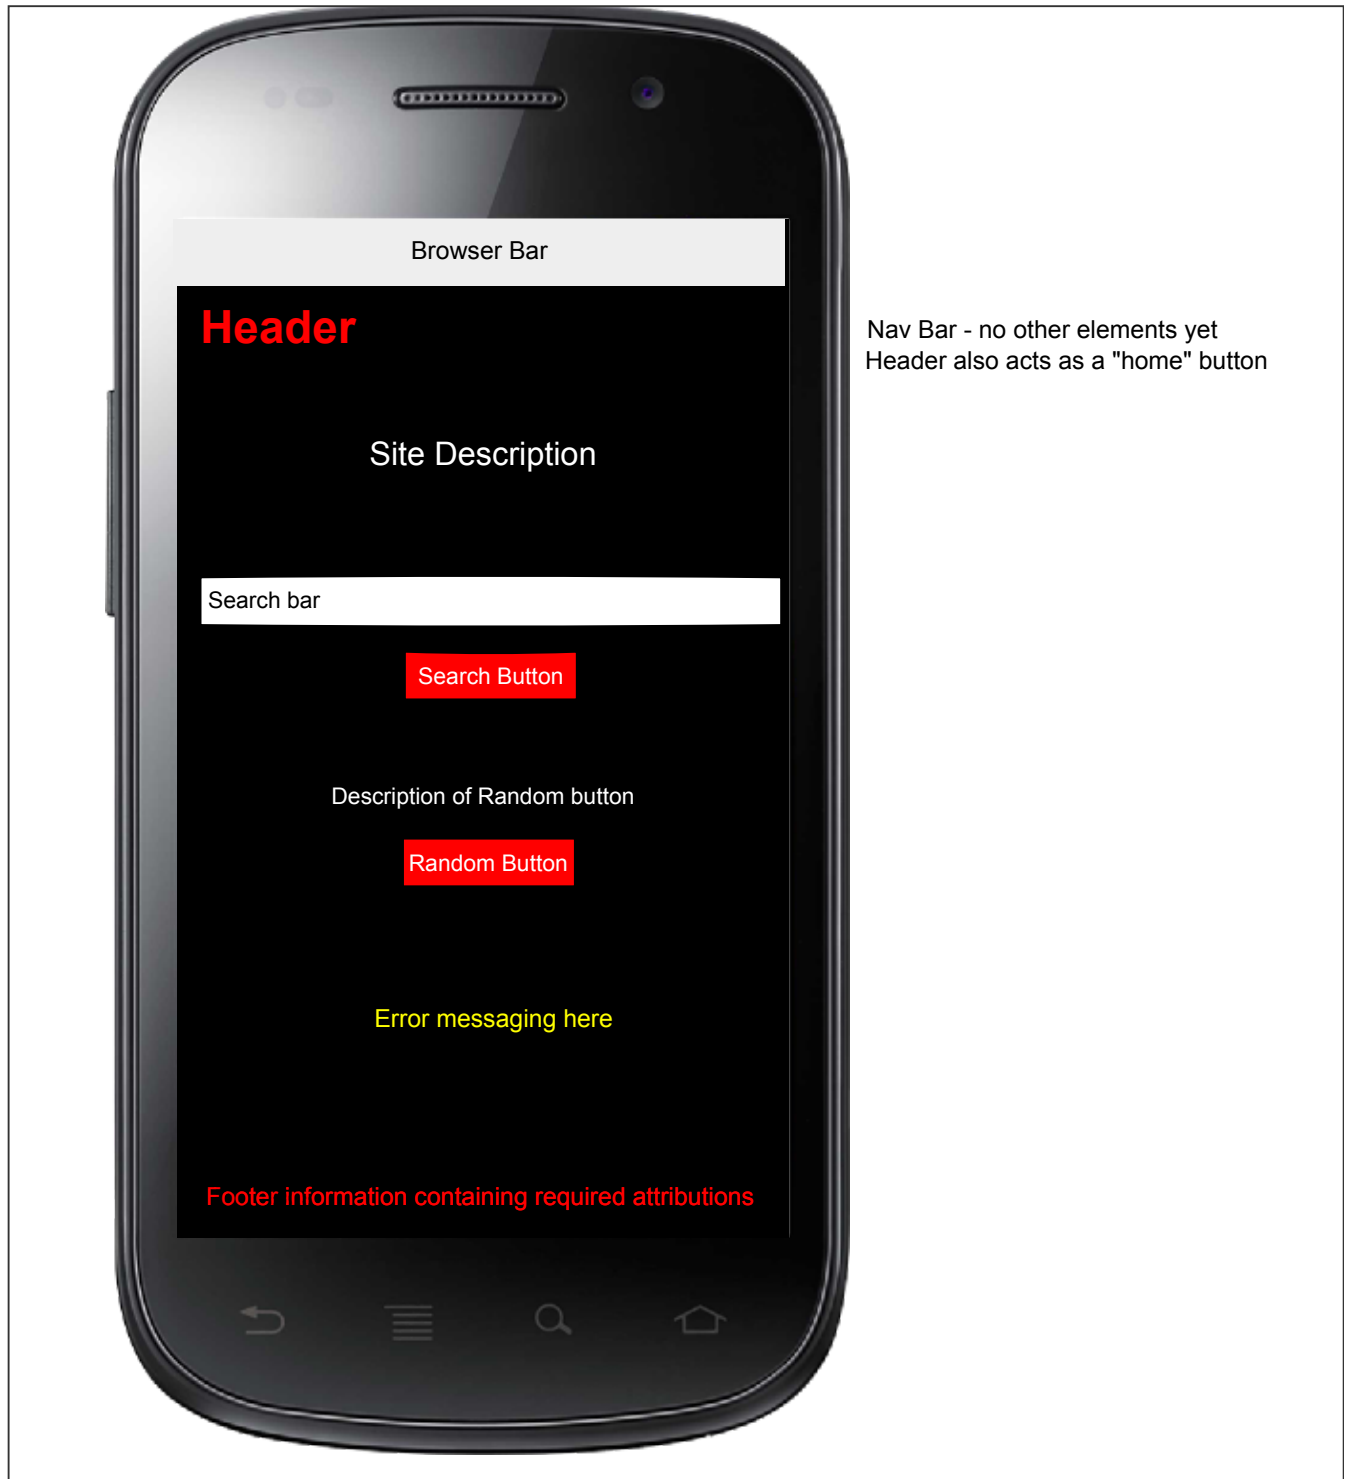 Browser Bar
Header
Nav Bar - no other elements yet
Header also acts as a "home" button
Site Description
Search bar
Search Button
Description of Random button
Random Button
Error messaging here
Footer information containing required attributions